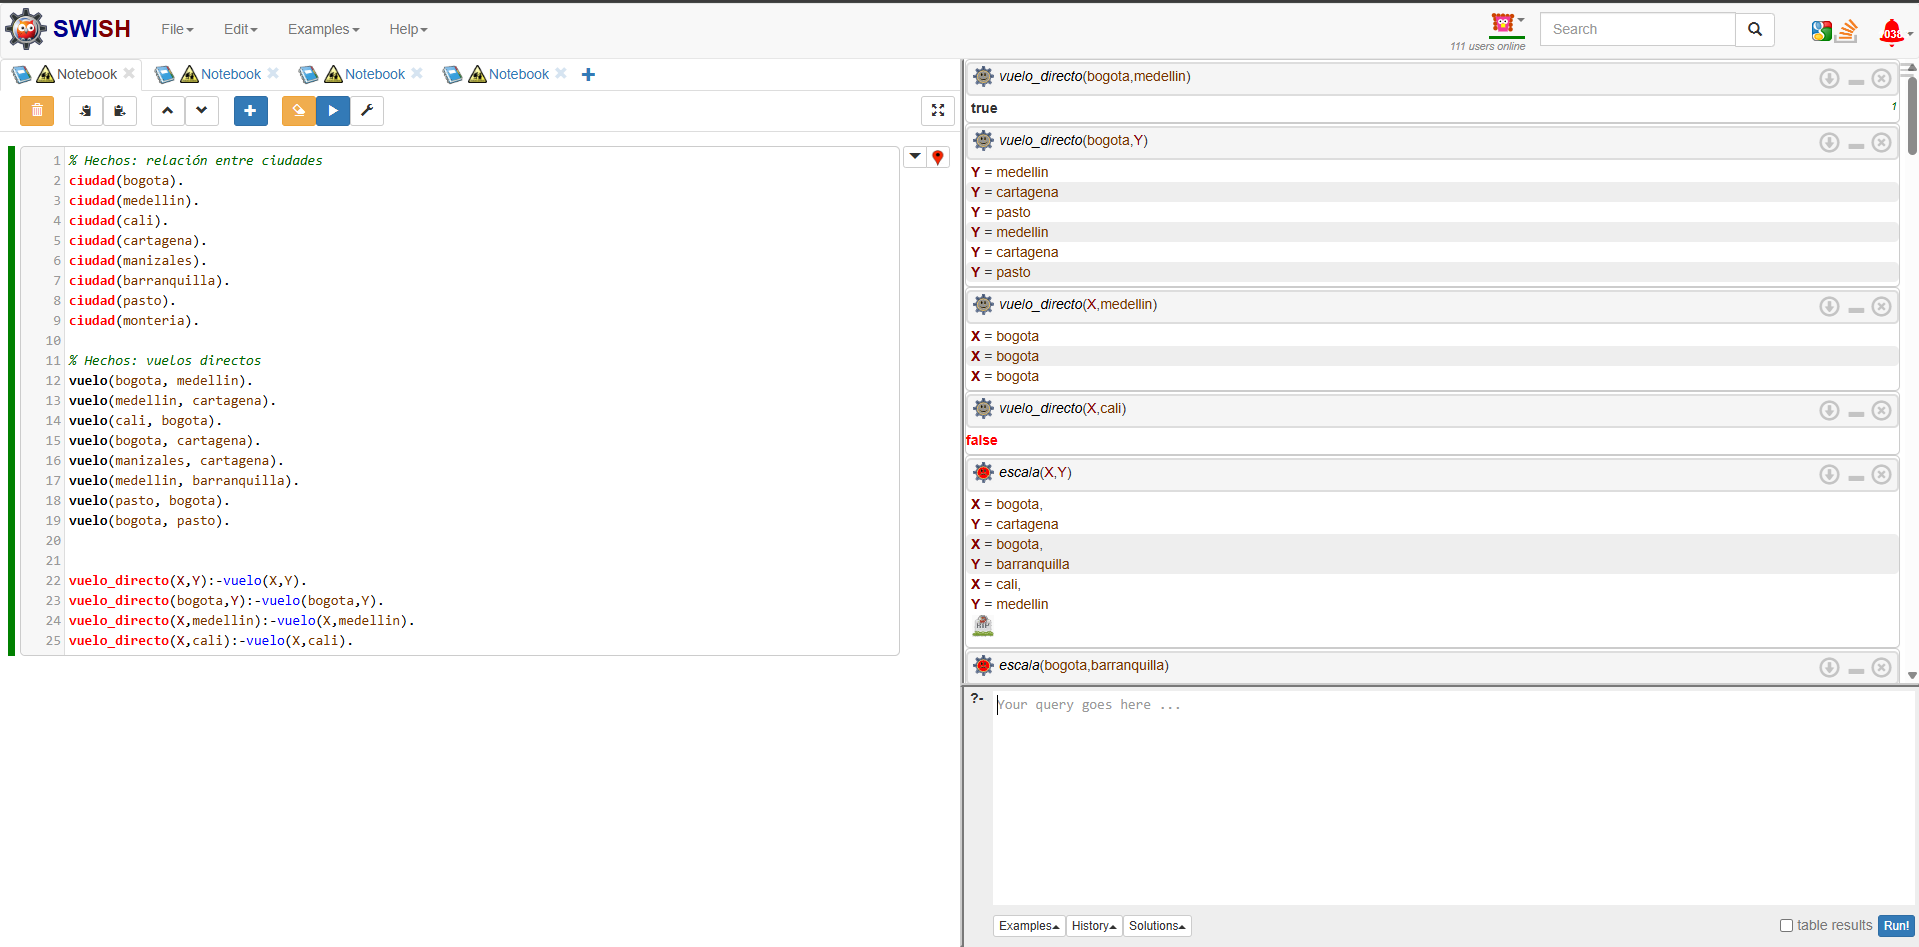 SWISH File Edit Examples Help
111 users online
Search
Notebook Notebook Notebook Notebook
1 % Hechos: relación entre ciudades
2 ciudad(bogota).
3 ciudad(medellin).
4 ciudad(cali).
5 ciudad(cartagena).
6 ciudad(manizales).
7 ciudad(barranquilla).
8 ciudad(pasto).
9 ciudad(monteria).
10
11 % Hechos: vuelos directos
12 vuelo(bogota, medellin).
13 vuelo(medellin, cartagena).
14 vuelo(cali, bogota).
15 vuelo(bogota, cartagena).
16 vuelo(manizales, cartagena).
17 vuelo(medellin, barranquilla).
18 vuelo(pasto, bogota).
19 vuelo(bogota, pasto).
20
21
22 vuelo_directo(X,Y):-vuelo(X,Y).
23 vuelo_directo(bogota,Y):-vuelo(bogota,Y).
24 vuelo_directo(X,medellin):-vuelo(X,medellin).
25 vuelo_directo(X,cali):-vuelo(X,cali).
vuelo_directo(bogota,medellin)
true 1
vuelo_directo(bogota,Y)
Y = medellin
Y = cartagena
Y = pasto
Y = medellin
Y = cartagena
Y = pasto
vuelo_directo(X,medellin)
X = bogota
X = bogota
X = bogota
vuelo_directo(X,cali)
false
escala(X,Y)
X = bogota,
Y = cartagena
X = bogota,
Y = barranquilla
X = cali,
Y = medellin
RIP
escala(bogota,barranquilla)
?- Your query goes here ...
Examples History Solutions table results Run!